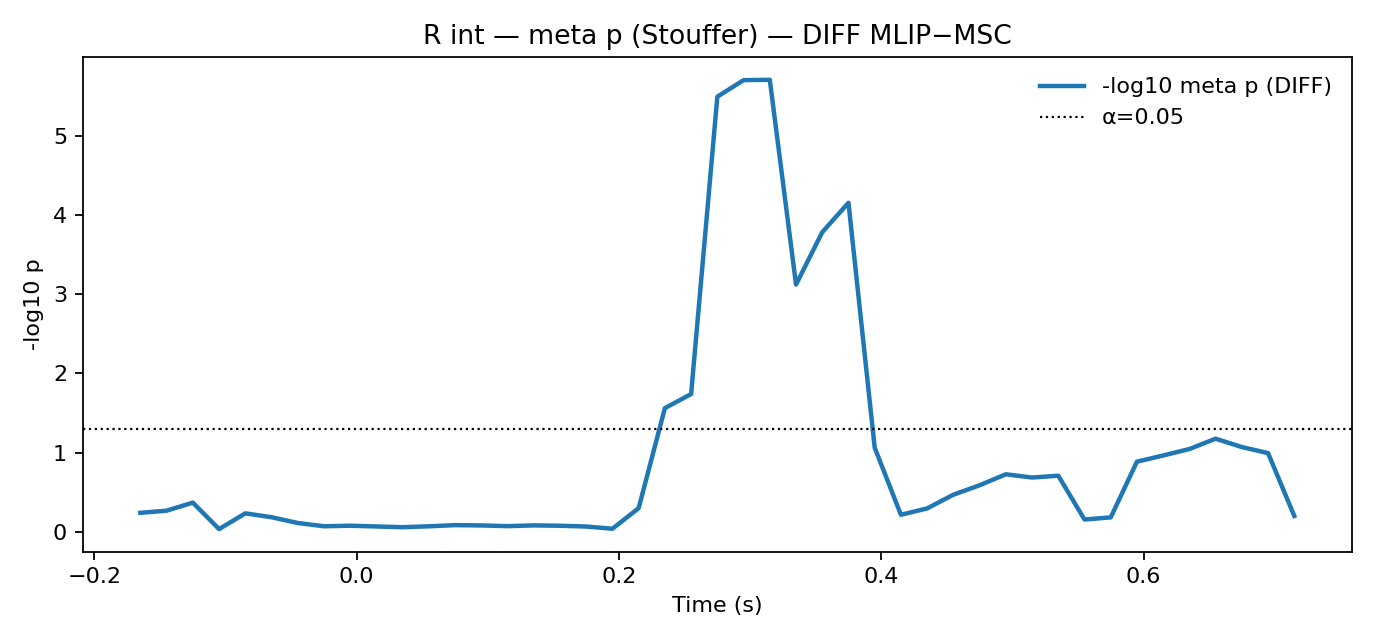 R int — meta p (Stouffer) — DIFF MLIP−MSC
-log10 meta p (DIFF)
α=0.05
5
4
3
2
1
0
-log10 p
−0.2
0.0
0.2
0.4
0.6
Time (s)